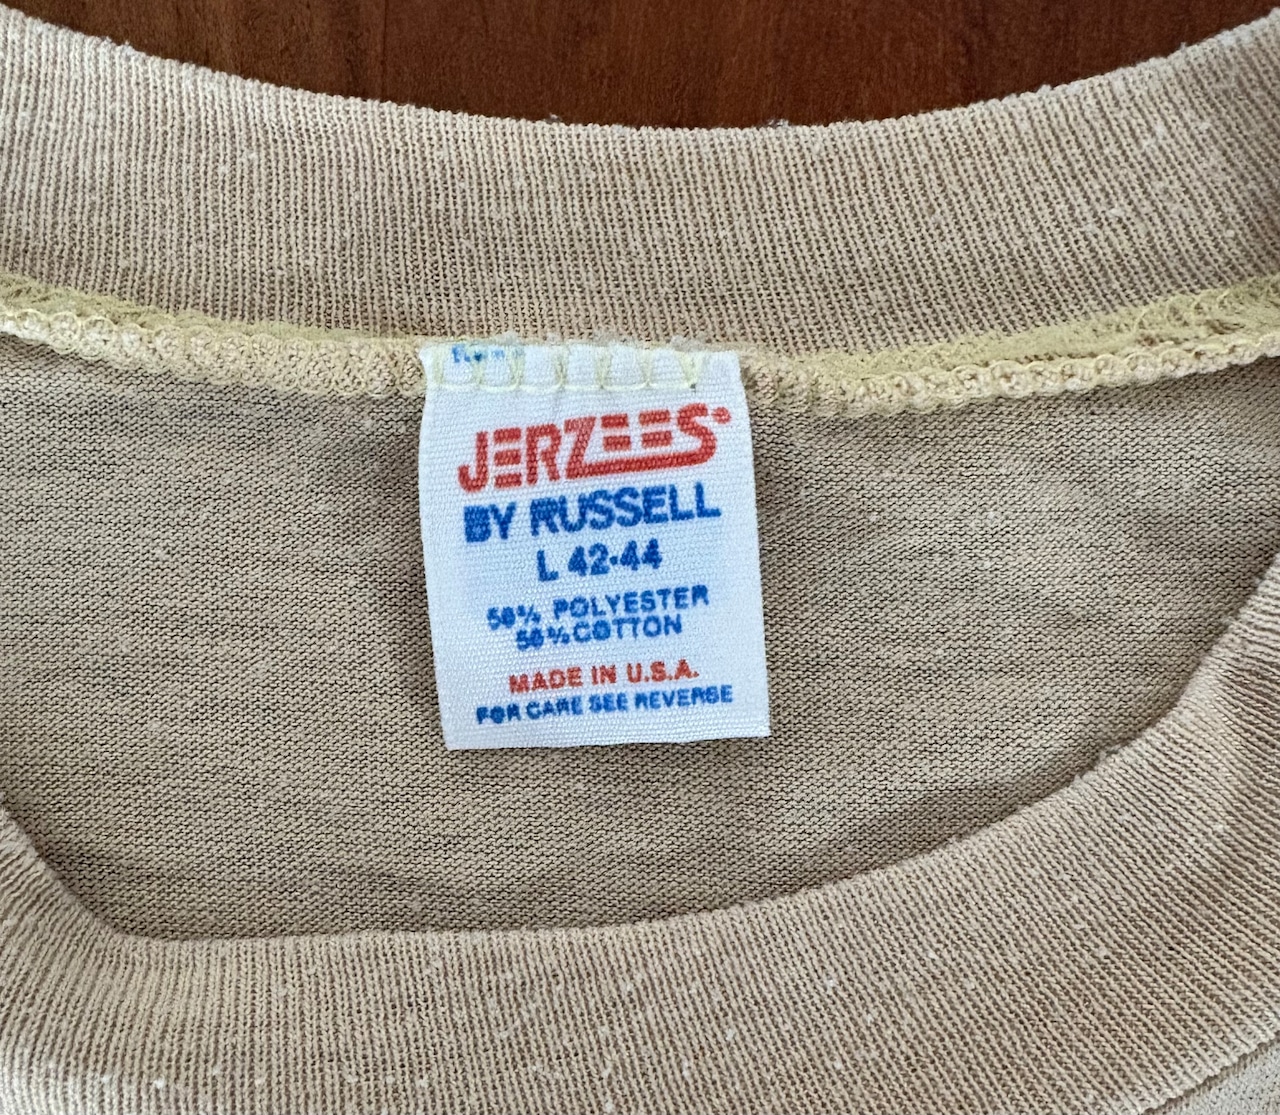 JERZEES®
BY RUSSELL
L 42-44
50% POLYESTER
50% COTTON
MADE IN U.S.A.
FOR CARE SEE REVERSE